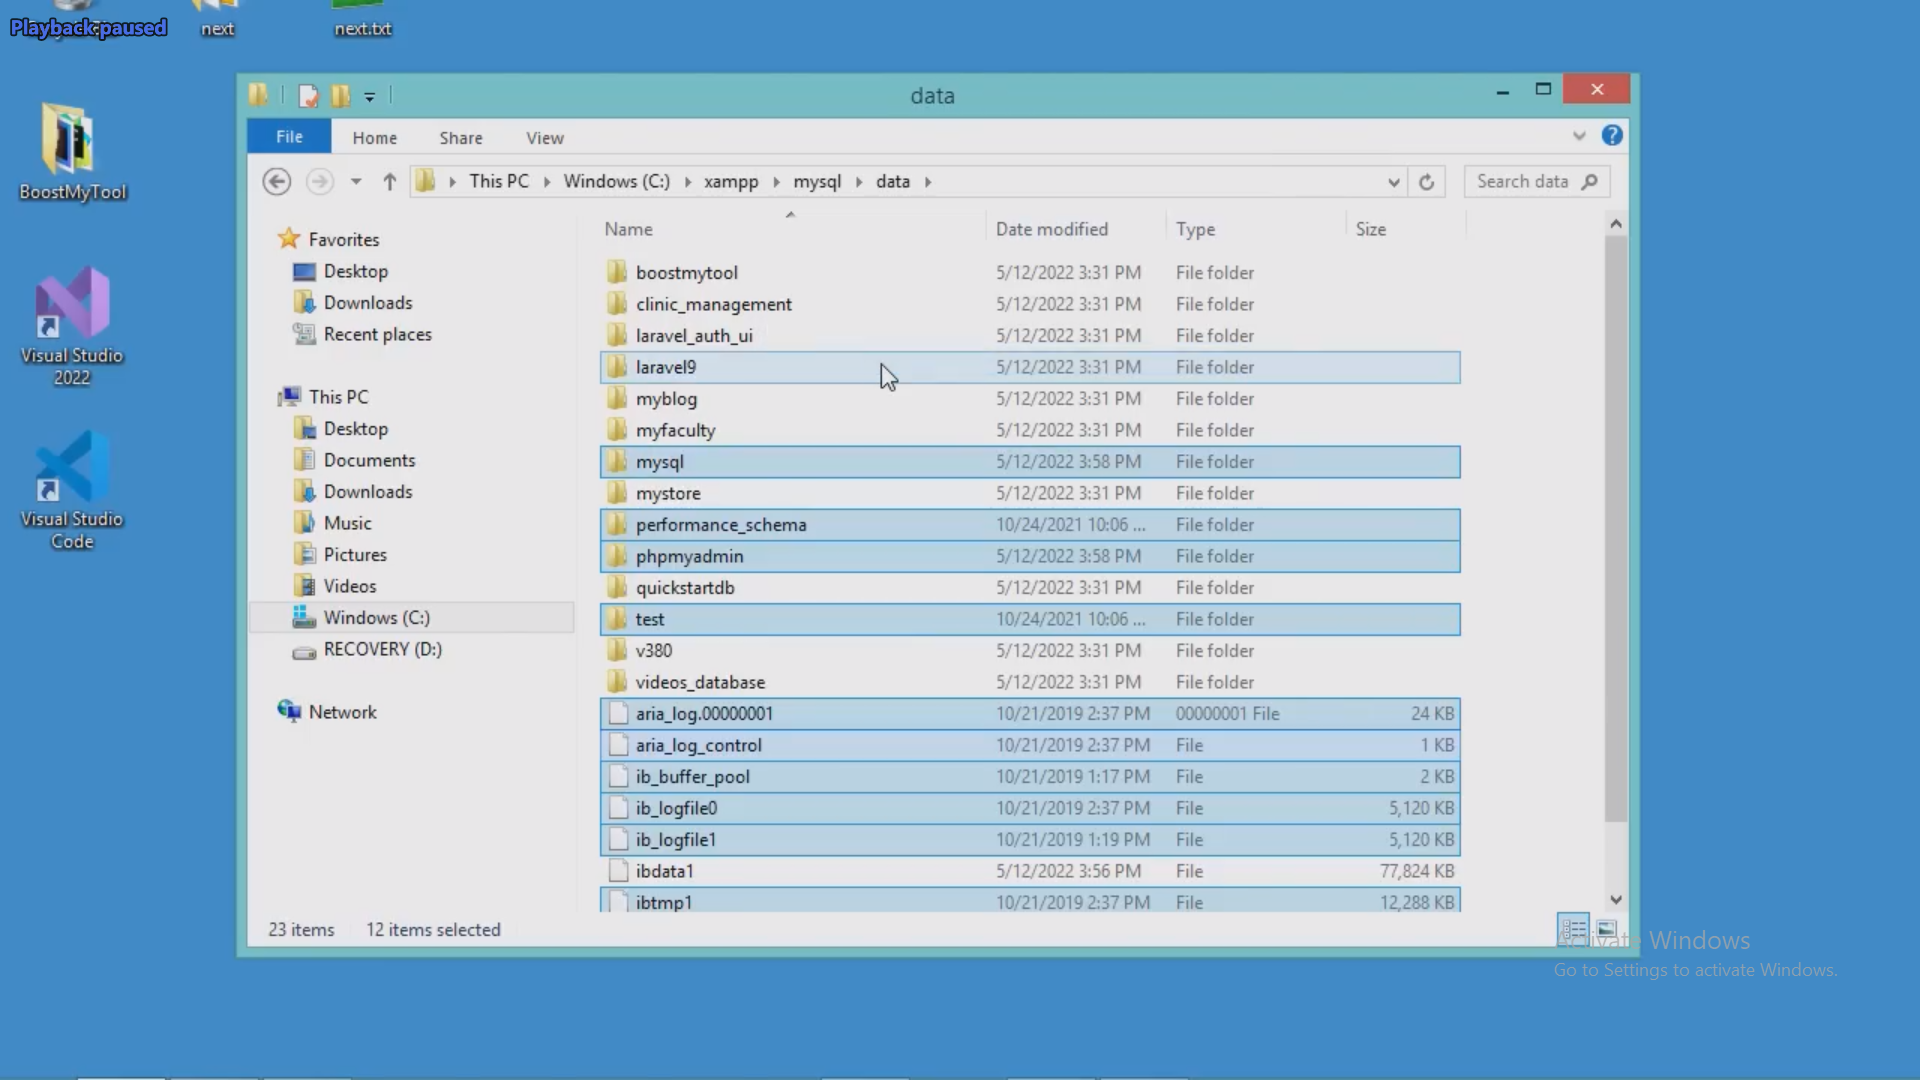 Playback paused
next
next.txt
BoostMyTool
Visual Studio
2022
Visual Studio
Code
data
File
Home
Share
View
This PC
Windows (C:)
xampp
mysql
data
Search data
Favorites
Desktop
Downloads
Recent places
This PC
Desktop
Documents
Downloads
Music
Pictures
Videos
Windows (C:)
RECOVERY (D:)
Network
Name Date modified Type Size
boostmytool 5/12/2022 3:31 PM File folder
clinic_management 5/12/2022 3:31 PM File folder
laravel_auth_ui 5/12/2022 3:31 PM File folder
laravel9 5/12/2022 3:31 PM File folder
myblog 5/12/2022 3:31 PM File folder
myfaculty 5/12/2022 3:31 PM File folder
mysql 5/12/2022 3:58 PM File folder
mystore 5/12/2022 3:31 PM File folder
performance_schema 10/24/2021 10:06 ... File folder
phpmyadmin 5/12/2022 3:58 PM File folder
quickstartdb 5/12/2022 3:31 PM File folder
test 10/24/2021 10:06 ... File folder
v380 5/12/2022 3:31 PM File folder
videos_database 5/12/2022 3:31 PM File folder
aria_log.00000001 10/21/2019 2:37 PM 00000001 File 24 KB
aria_log_control 10/21/2019 2:37 PM File 1 KB
ib_buffer_pool 10/21/2019 1:17 PM File 2 KB
ib_logfile0 10/21/2019 2:37 PM File 5,120 KB
ib_logfile1 10/21/2019 1:19 PM File 5,120 KB
ibdata1 5/12/2022 3:56 PM File 77,824 KB
ibtmp1 10/21/2019 2:37 PM File 12,288 KB
23 items 12 items selected
Activate Windows
Go to Settings to activate Windows.